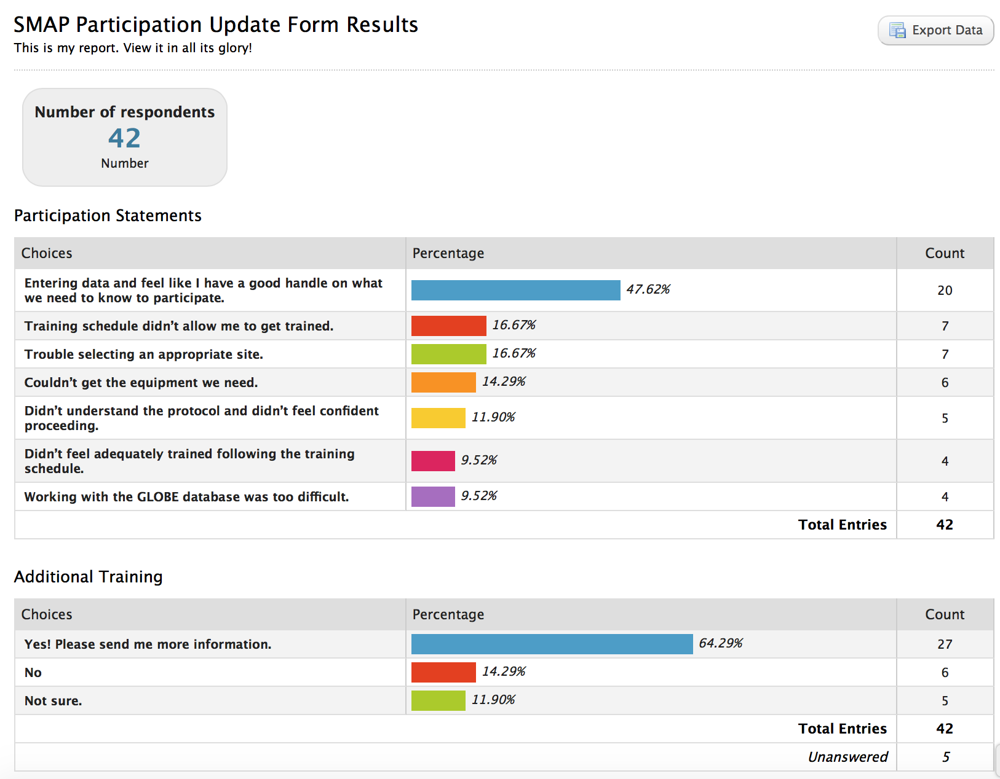 SMAP Participation Update Form Results
Export Data
This is my report. View it in all its glory!
Number of respondents
42
Number
Participation Statements
Choices Percentage Count
Entering data and feel like I have a good handle on what
we need to know to participate. 47.62% 20
Training schedule didn’t allow me to get trained. 16.67% 7
Trouble selecting an appropriate site. 16.67% 7
Couldn’t get the equipment we need. 14.29% 6
Didn’t understand the protocol and didn’t feel confident
proceeding. 11.90% 5
Didn’t feel adequately trained following the training
schedule. 9.52% 4
Working with the GLOBE database was too difficult. 9.52% 4
Total Entries 42
Additional Training
Choices Percentage Count
Yes! Please send me more information. 64.29% 27
No 14.29% 6
Not sure. 11.90% 5
Total Entries 42
Unanswered 5